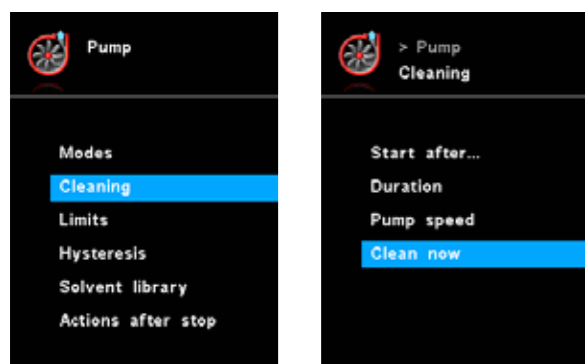 Pump
Modes
Cleaning
Limits
Hysteresis
Solvent library
Actions after stop
> Pump
Cleaning
Start after...
Duration
Pump speed
Clean now